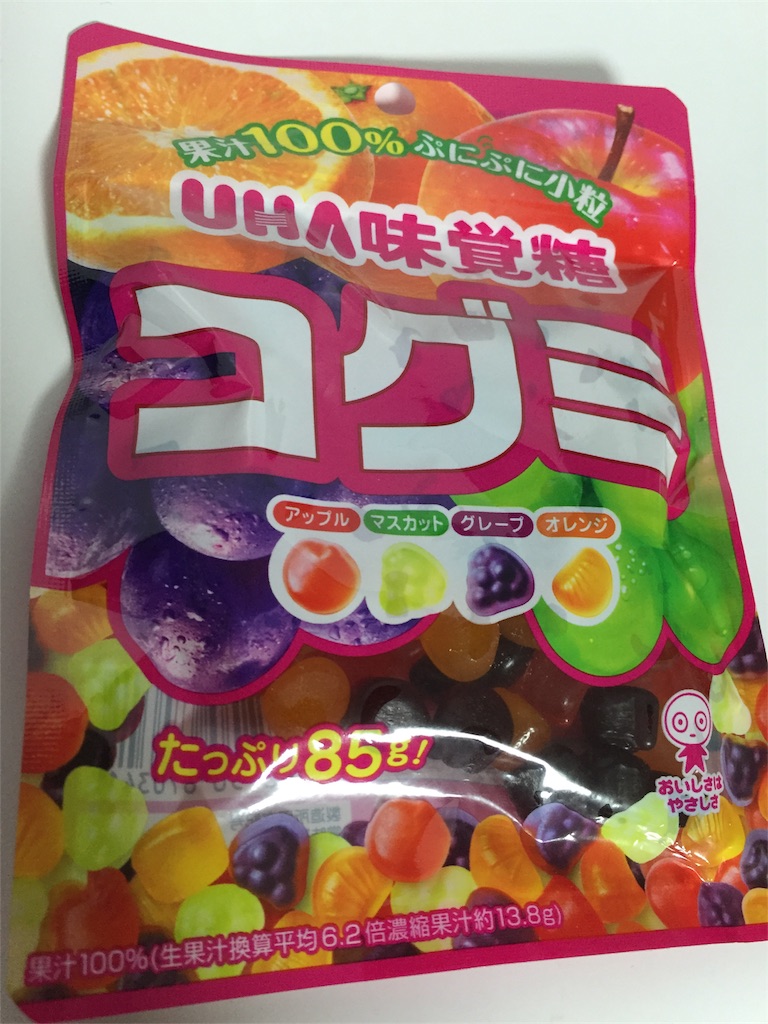 果汁100%ぷにぷに小粒
UHA味覚糖
コグミ
アップル マスカット グレープ オレンジ
たっぷり85g!
おいしさは
やさしさ
果汁100%(生果汁換算平均6.2倍濃縮果汁約13.8g)